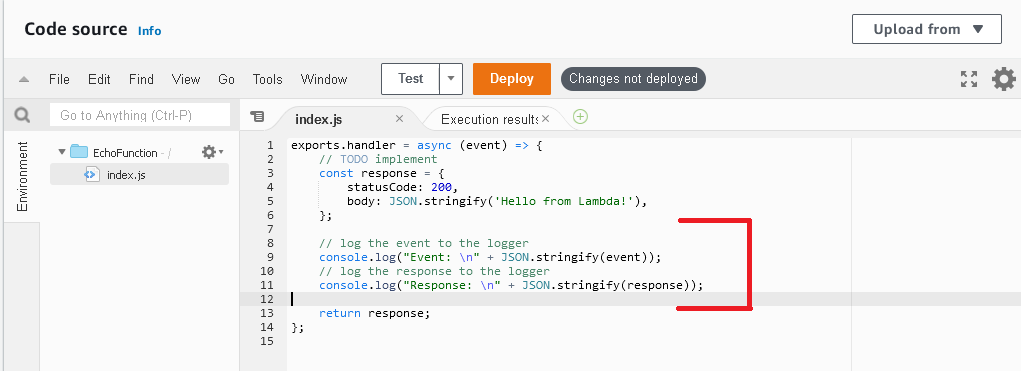 Code source Info
Upload from ▼
File Edit Find View Go Tools Window Test Deploy Changes not deployed
Go to Anything (Ctrl-P)
index.js × Execution results ×
Environment
EchoFunction - /
index.js
1 exports.handler = async (event) => {
2     // TODO implement
3     const response = {
4         statusCode: 200,
5         body: JSON.stringify('Hello from Lambda!'),
6     };
7
8     // log the event to the logger
9     console.log("Event: \n" + JSON.stringify(event));
10     // log the response to the logger
11     console.log("Response: \n" + JSON.stringify(response));
12
13     return response;
14 };
15